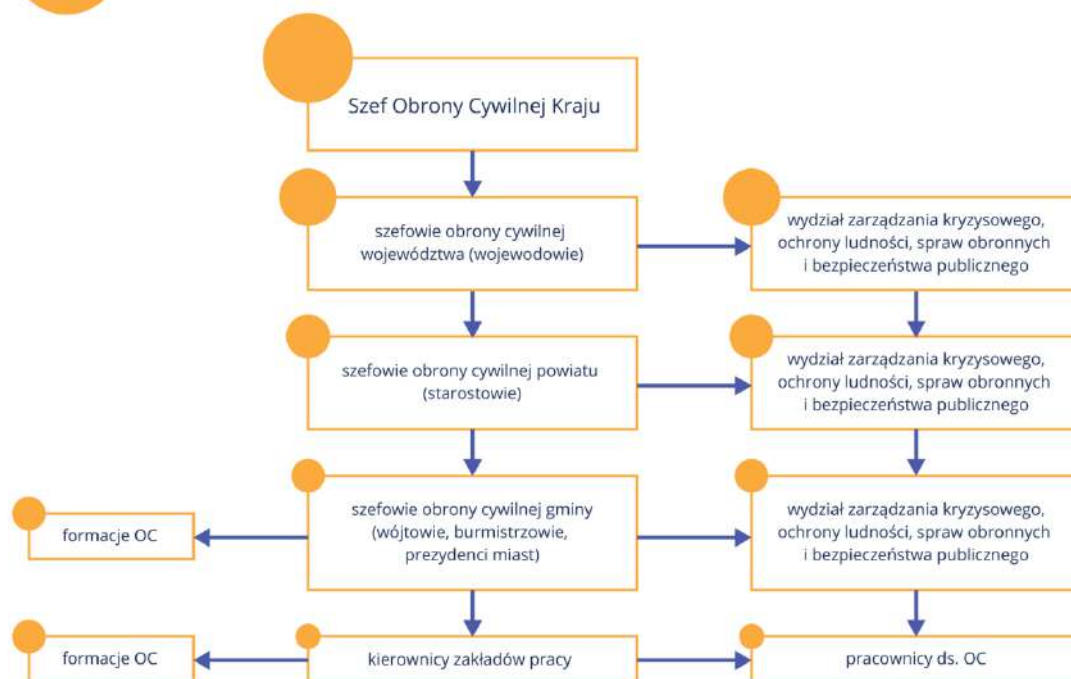 Szef Obrony Cywilnej Kraju
szefowie obrony cywilnej
województwa (wojewodowie)
wydział zarządzania kryzysowego,
ochrony ludności, spraw obronnych
i bezpieczeństwa publicznego
szefowie obrony cywilnej powiatu
(starostowie)
wydział zarządzania kryzysowego,
ochrony ludności, spraw obronnych
i bezpieczeństwa publicznego
formacje OC
szefowie obrony cywilnej gminy
(wójtowie, burmistrzowie,
prezydenci miast)
wydział zarządzania kryzysowego,
ochrony ludności, spraw obronnych
i bezpieczeństwa publicznego
formacje OC
kierownicy zakładów pracy
pracownicy ds. OC